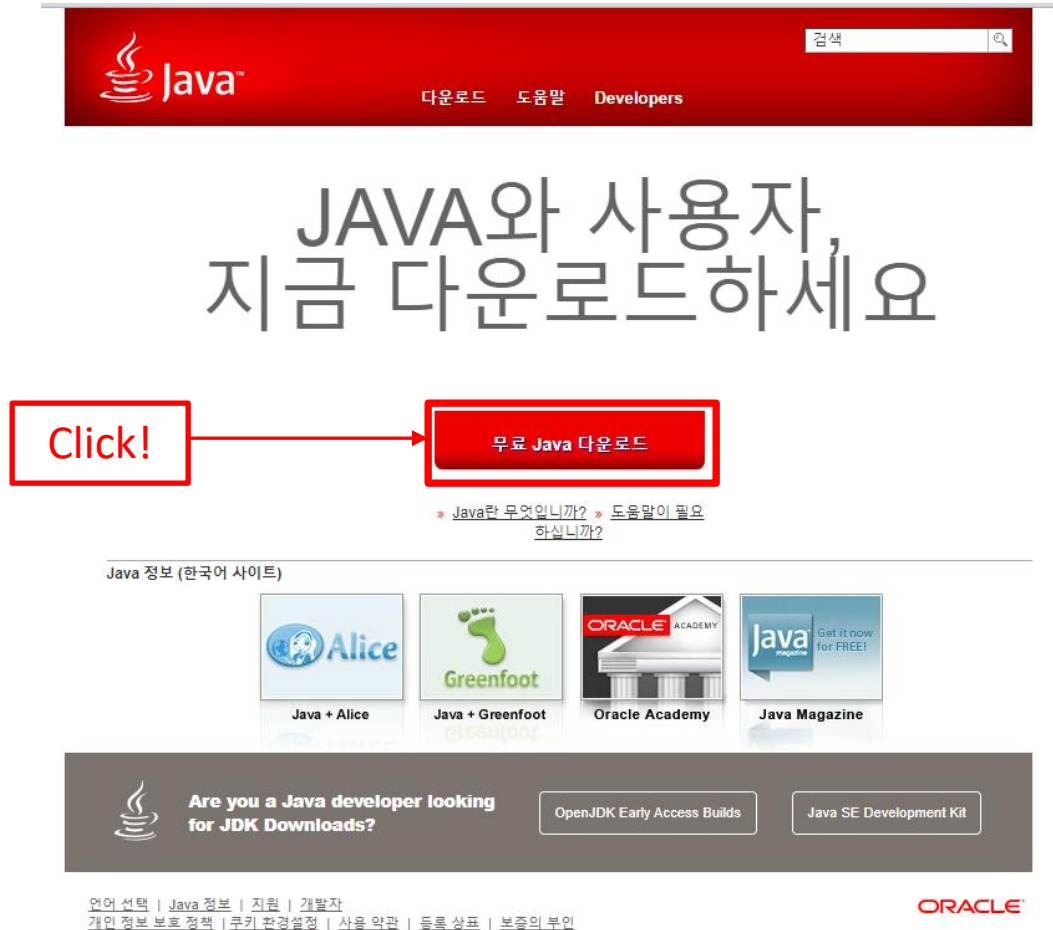 검색
Java™
다운로드 도움말 Developers
JAVA와 사용자,
지금 다운로드하세요
Click!
무료 Java 다운로드
» Java란 무엇입니까? » 도움말이 필요
하십니까?
Java 정보 (한국어 사이트)
Alice
Greenfoot
ORACLE ACADEMY
Java magazine
Get it now
for FREE!
Java + Alice
Java + Greenfoot
Oracle Academy
Java Magazine
Are you a Java developer looking
for JDK Downloads?
OpenJDK Early Access Builds
Java SE Development Kit
언어 선택 | Java 정보 | 지원 | 개발자
개인 정보 보호 정책 | 쿠키 환경설정 | 사용 약관 | 등록 상표 | 보증의 부인
ORACLE